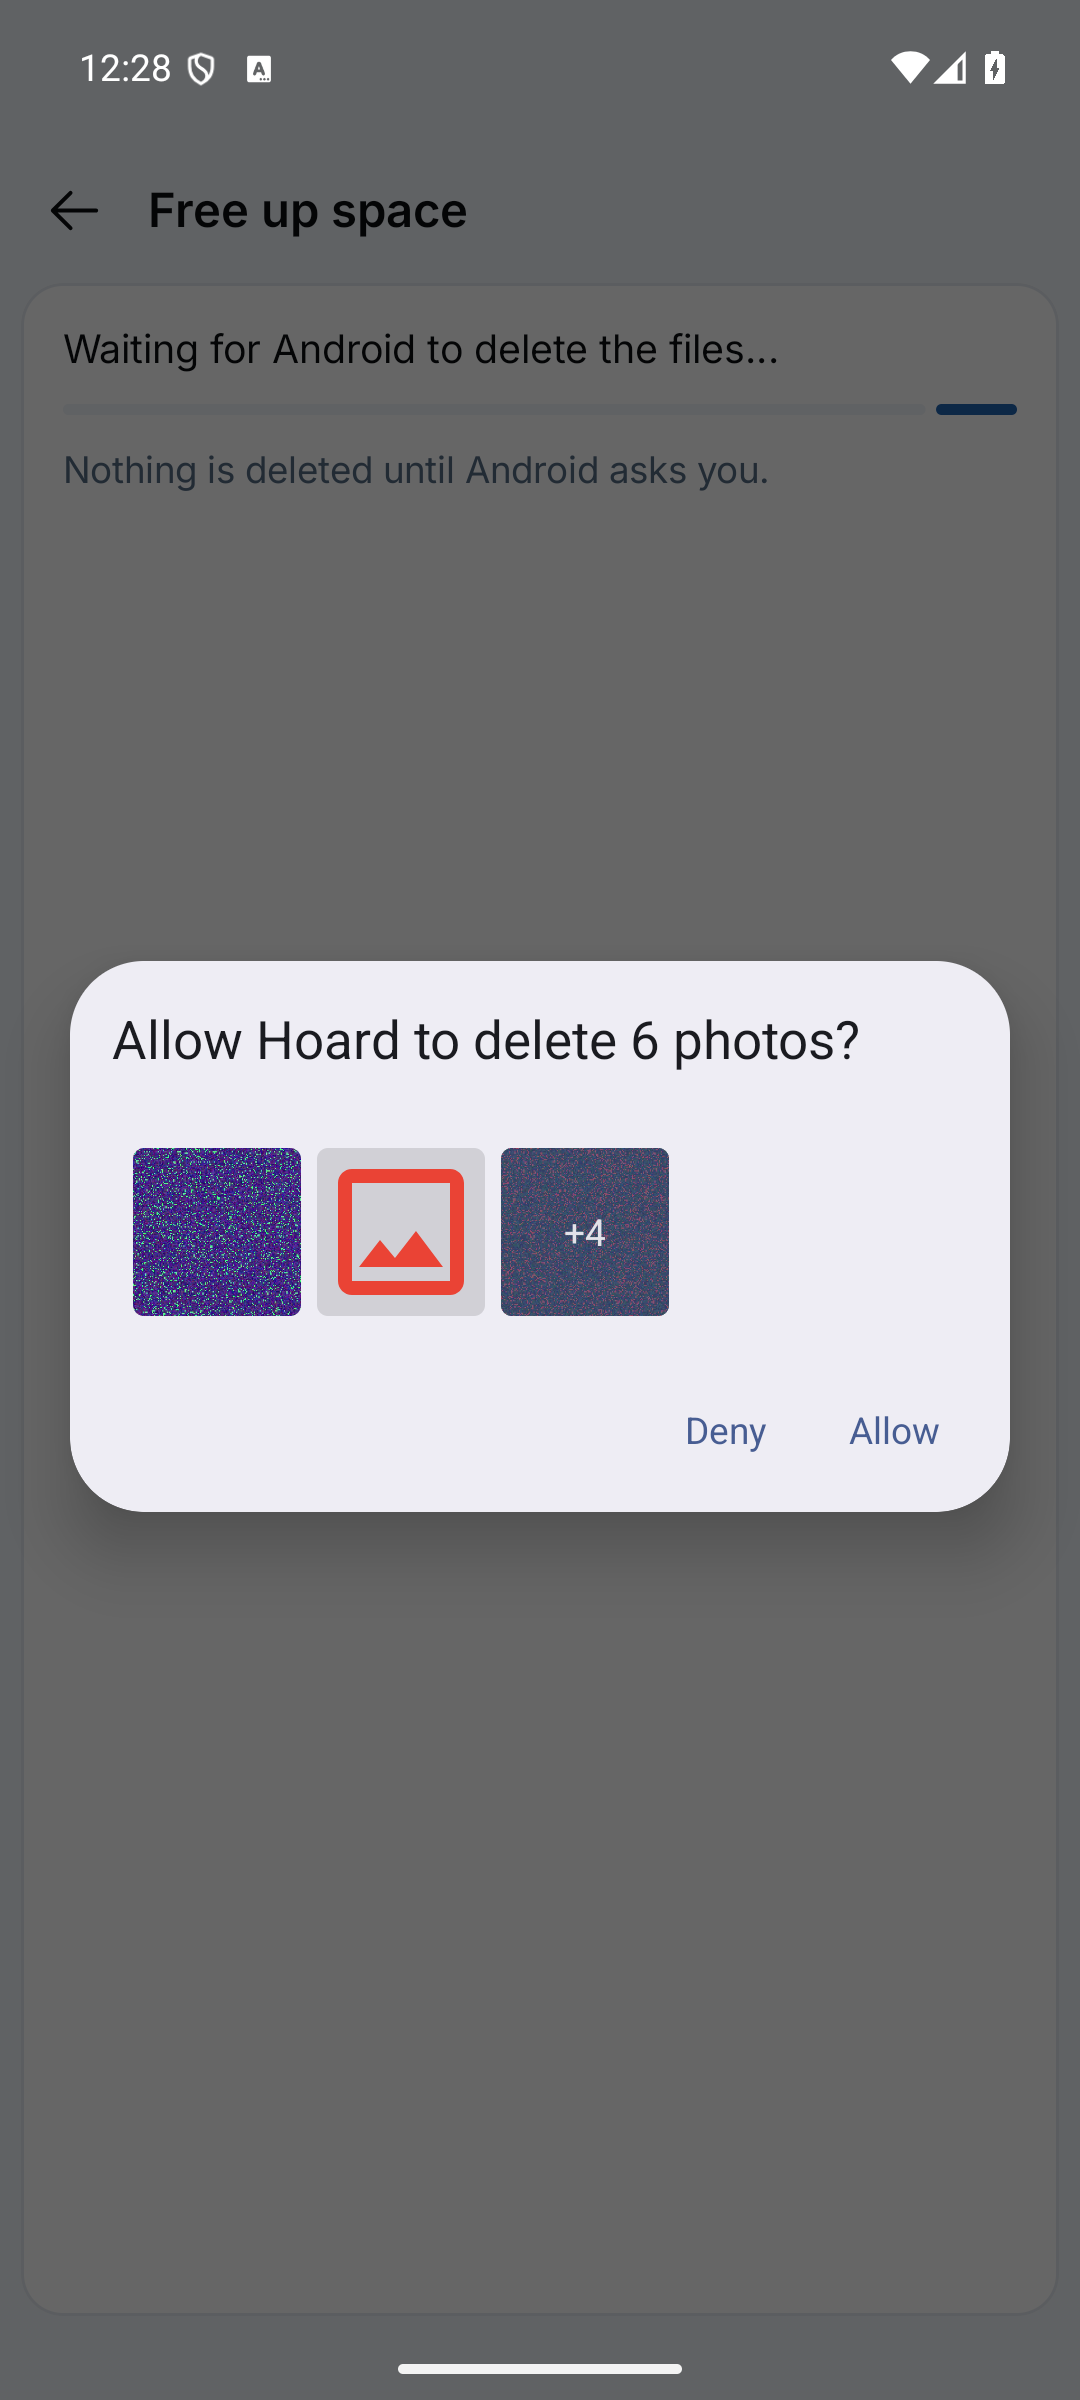 12:28
Free up space
Waiting for Android to delete the files...
Nothing is deleted until Android asks you.
Allow Hoard to delete 6 photos?
+4
Deny Allow